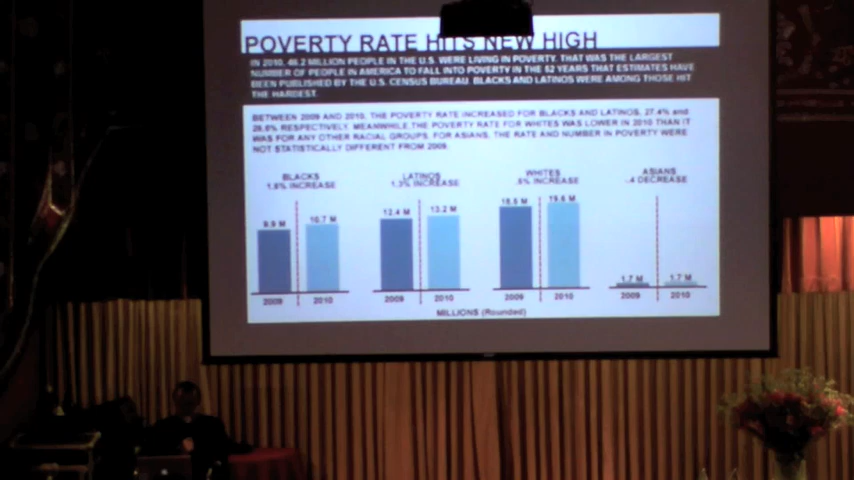 POVERTY RATE HITS NEW HIGH
IN 2010, 46.2 MILLION PEOPLE IN THE U.S. WERE LIVING IN POVERTY. THAT WAS THE LARGEST
NUMBER OF PEOPLE IN AMERICA TO FALL INTO POVERTY IN THE 52 YEARS THAT ESTIMATES HAVE
BEEN PUBLISHED BY THE U.S. CENSUS BUREAU. BLACKS AND LATINOS WERE AMONG THOSE HIT
THE HARDEST.
BETWEEN 2009 AND 2010, THE POVERTY RATE INCREASED FOR BLACKS AND LATINOS, 27.4% and
26.6% RESPECTIVELY. MEANWHILE,THE POVERTY RATE FOR WHITES WAS LOWER IN 2010 THAN IT
WAS FOR ANY OTHER RACIAL GROUPS. FOR ASIANS, THE RATE AND NUMBER IN POVERTY WERE
NOT STATISTICALLY DIFFERENT FROM 2009.
BLACKS LATINOS WHITES ASIANS
1.6% INCREASE 1.3% INCREASE .6% INCREASE -.4 DECREASE
9.9 M 10.7 M 12.4 M 13.2 M 18.5 M 19.6 M 1.7 M 1.7 M
2009 2010 2009 2010 2009 2010 2009 2010
MILLIONS (Rounded)